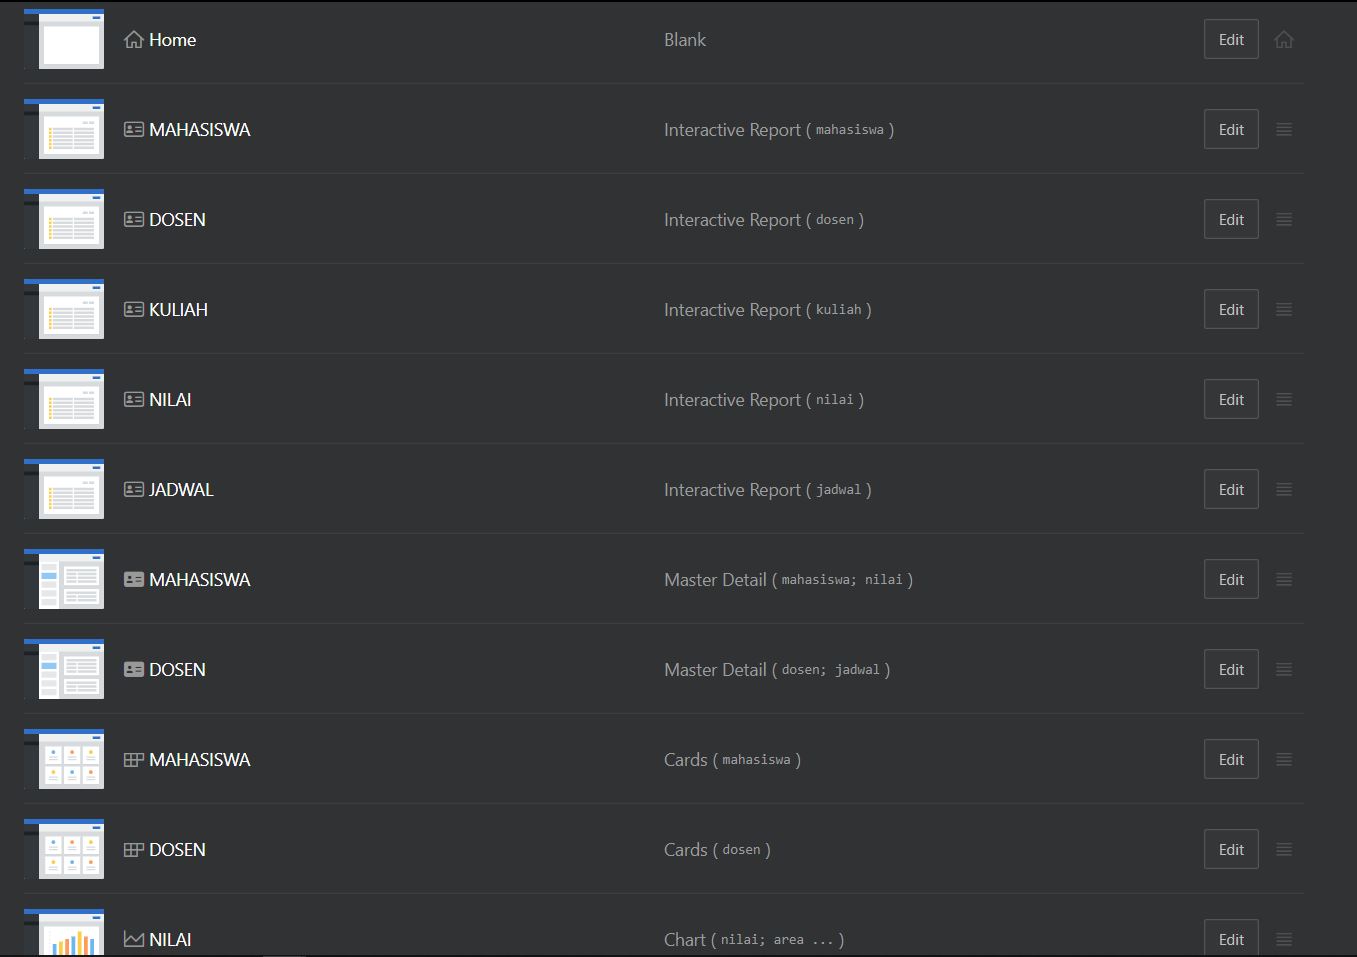 Home Blank Edit
MAHASISWA Interactive Report ( mahasiswa ) Edit
DOSEN Interactive Report ( dosen ) Edit
KULIAH Interactive Report ( kuliah ) Edit
NILAI Interactive Report ( nilai ) Edit
JADWAL Interactive Report ( jadwal ) Edit
MAHASISWA Master Detail ( mahasiswa; nilai ) Edit
DOSEN Master Detail ( dosen; jadwal ) Edit
MAHASISWA Cards ( mahasiswa ) Edit
DOSEN Cards ( dosen ) Edit
NILAI Chart ( nilai; area ... ) Edit